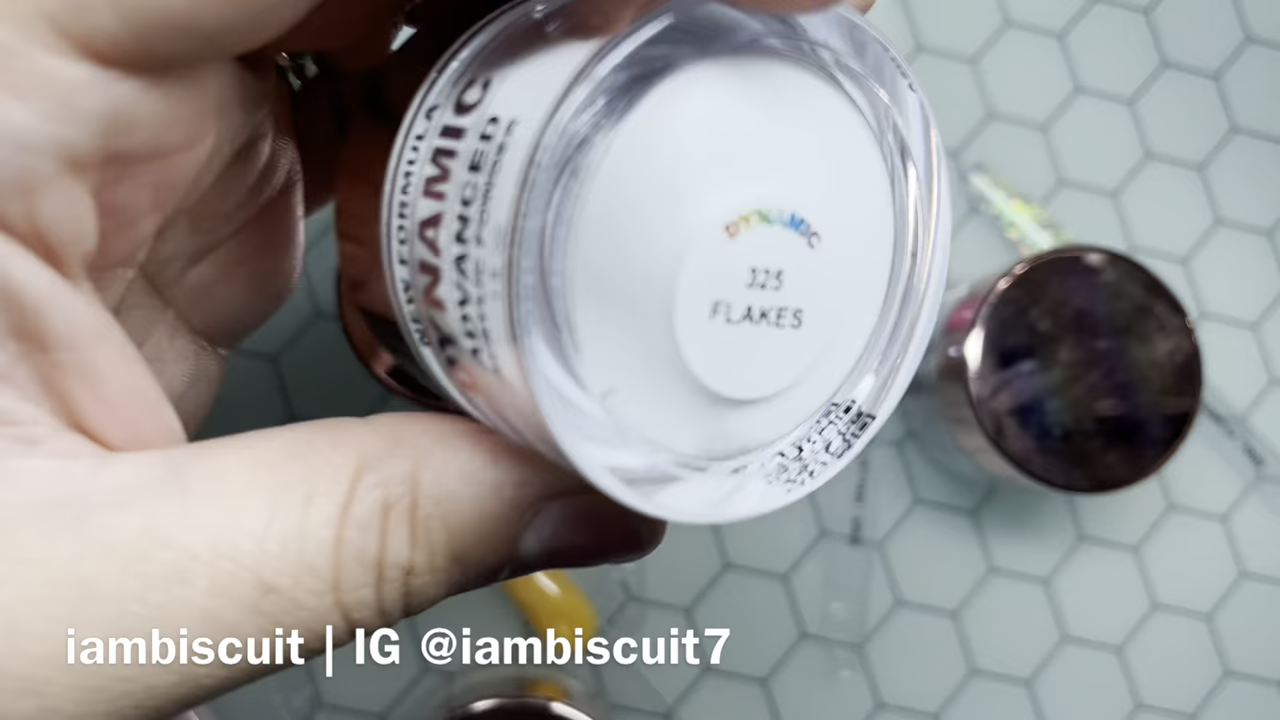 NEW FORMULA
DYNAMIC
ADVANCED
DYNAMIC
325
FLAKES
iambiscuit | IG @iambiscuit7